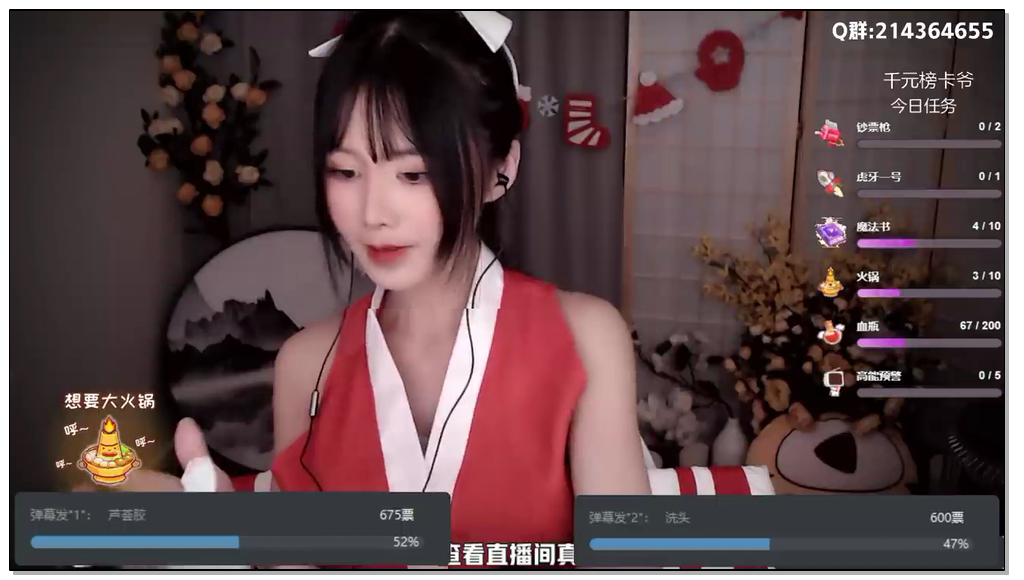 Q群:214364655
千元榜卡爷
今日任务
钞票枪 0 / 2
虎牙一号 0 / 1
魔法书 4 / 10
火锅 3 / 10
血瓶 67 / 200
高能预警 0 / 5
想要大火锅
呼~
呼~
呼~
弹幕发"1": 芦荟胶 675票
52%
弹幕发"2": 洗头 600票
47%
查看直播间真